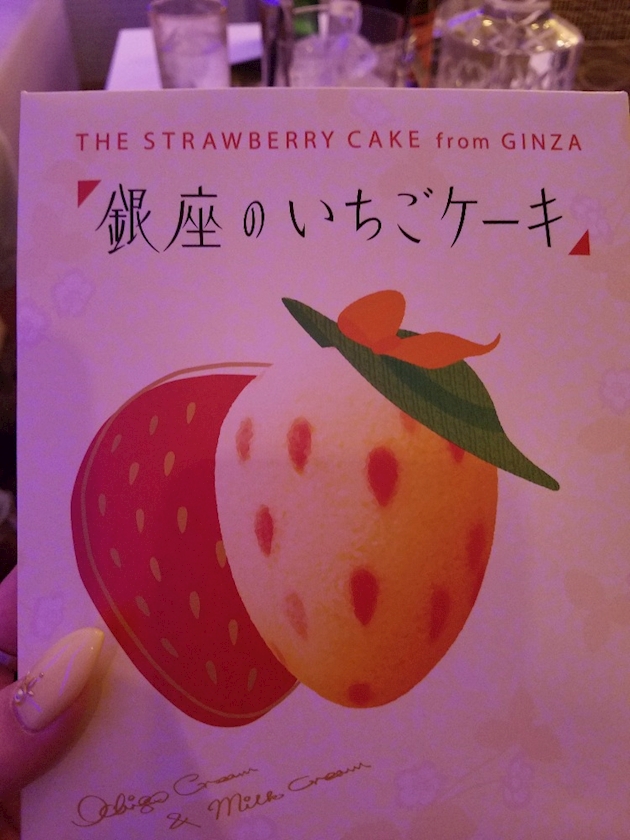 THE STRAWBERRY CAKE from GINZA
「銀座のいちごケーキ」
Ichigo Cream
& Milk Cream